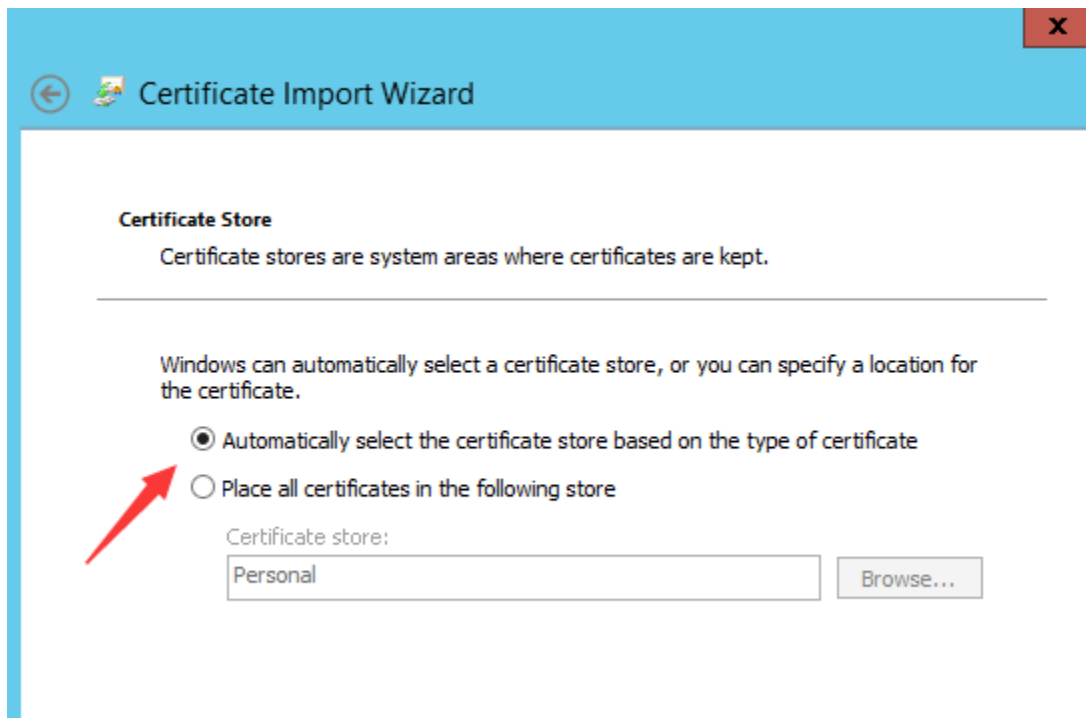 x
Certificate Import Wizard
Certificate Store
Certificate stores are system areas where certificates are kept.
Windows can automatically select a certificate store, or you can specify a location for
the certificate.
Automatically select the certificate store based on the type of certificate
Place all certificates in the following store
Certificate store:
Personal
Browse...